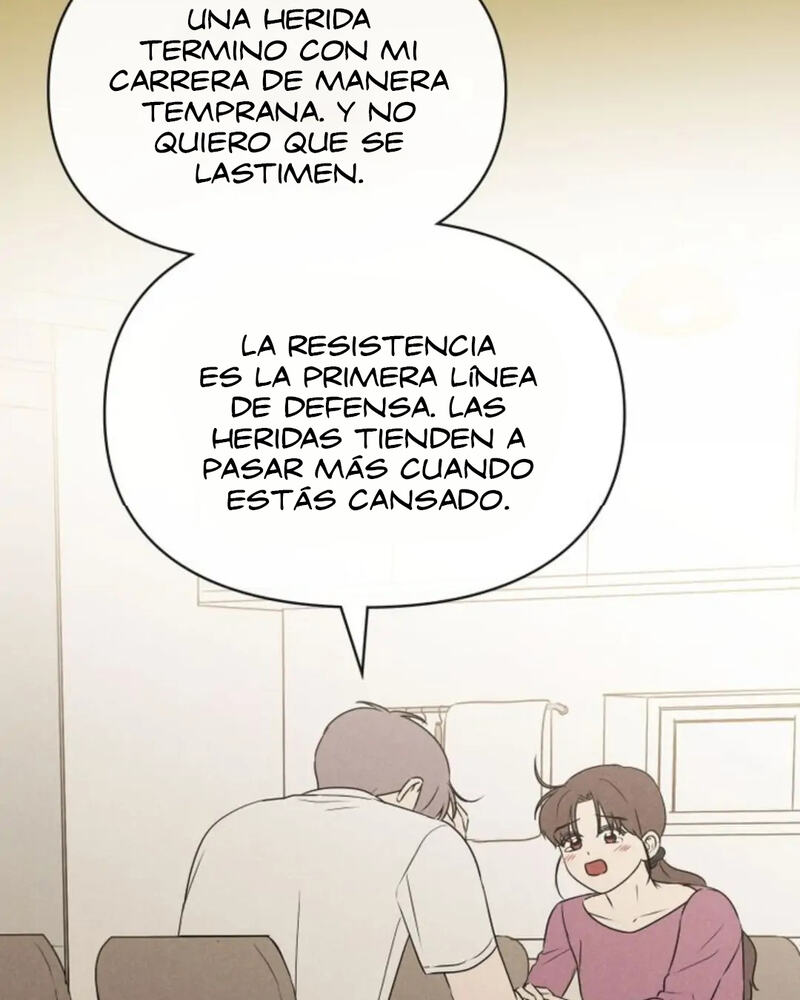 UNA HERIDA
TERMINO CON MI
CARRERA DE MANERA
TEMPRANA. Y NO
QUIERO QUE SE
LASTIMEN.
LA RESISTENCIA
ES LA PRIMERA LÍNEA
DE DEFENSA. LAS
HERIDAS TIENDEN A
PASAR MÁS CUANDO
ESTÁS CANSADO.